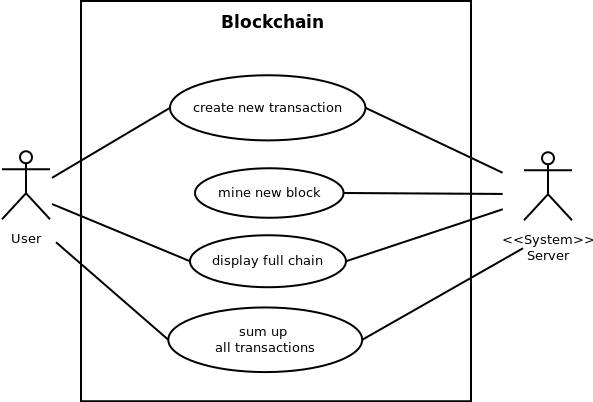 Blockchain
create new transaction
mine new block
User
<<System>>
Server
display full chain
sum up
all transactions